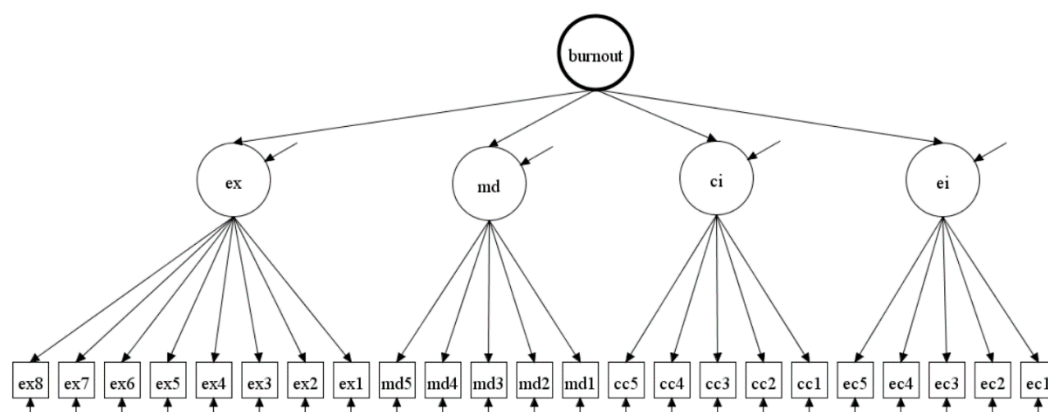 burnout
ex md ci ei
ex8 ex7 ex6 ex5 ex4 ex3 ex2 ex1 md5 md4 md3 md2 md1 cc5 cc4 cc3 cc2 cc1 ec5 ec4 ec3 ec2 ec1